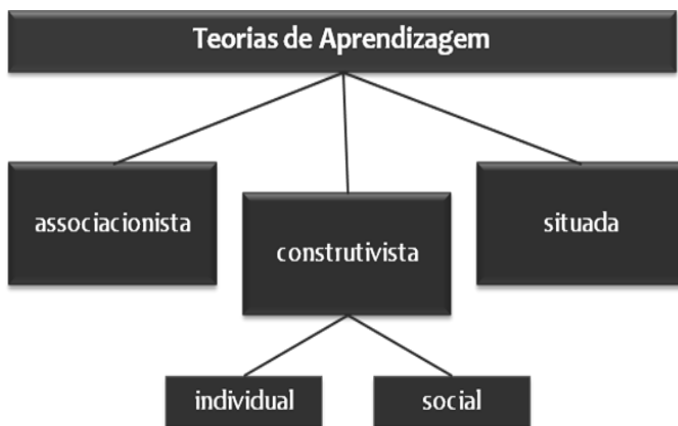 Teorias de Aprendizagem
associacionista
construtivista
situada
individual
social